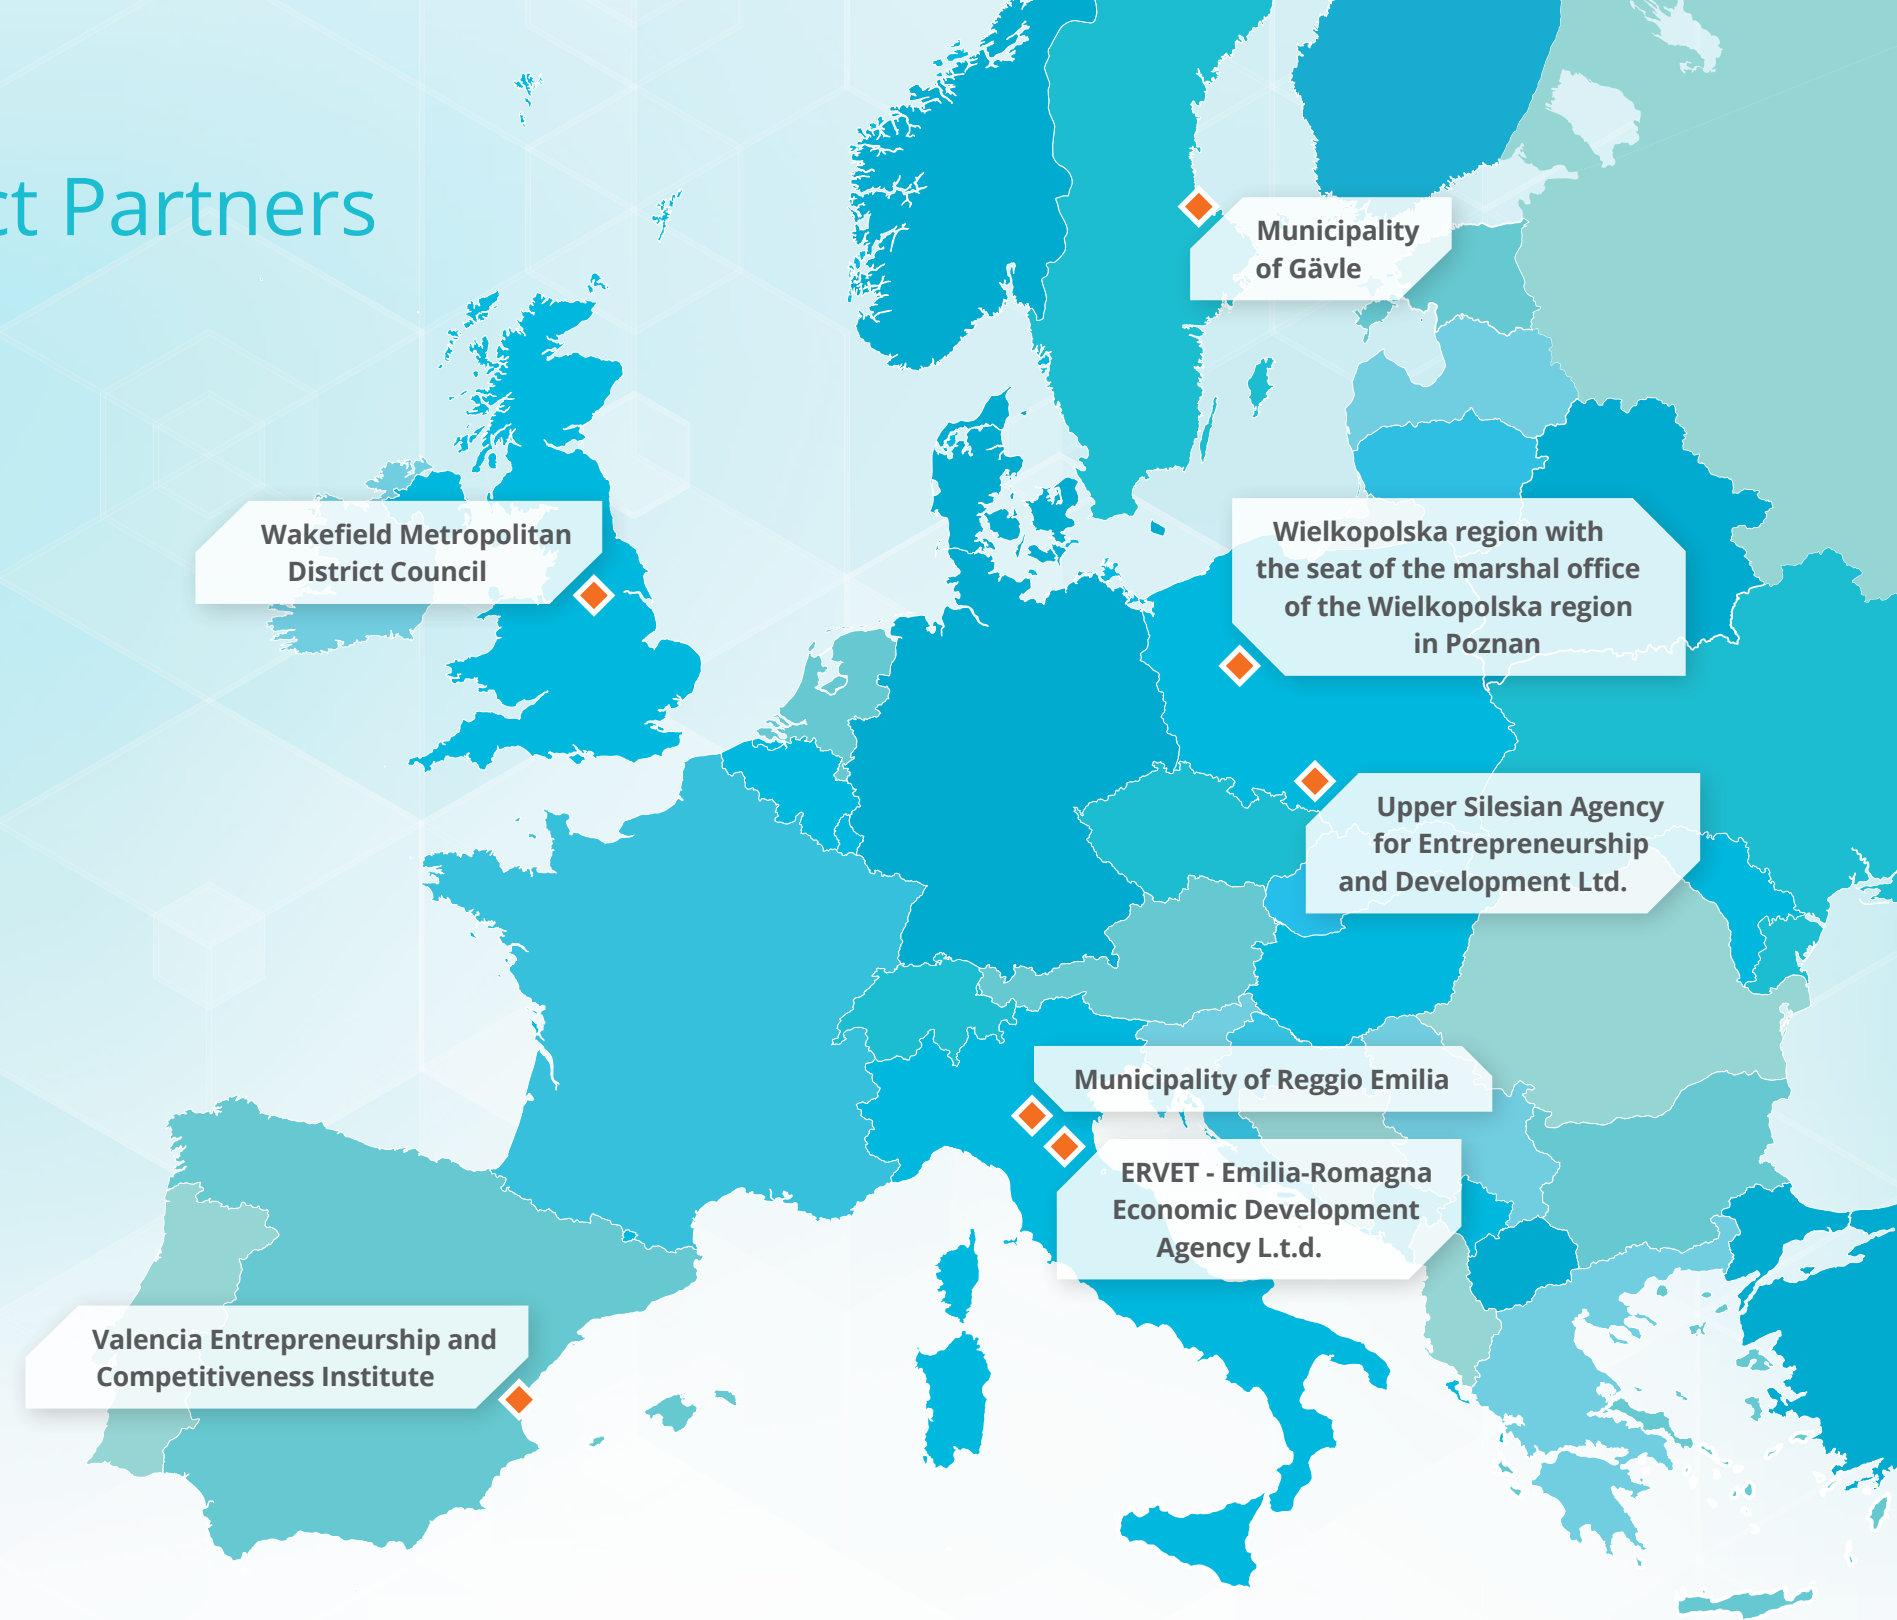 ct Partners
Municipality
of Gävle
Wakefield Metropolitan
District Council
Wielkopolska region with
the seat of the marshal office
of the Wielkopolska region
in Poznan
Upper Silesian Agency
for Entrepreneurship
and Development Ltd.
Municipality of Reggio Emilia
ERVET - Emilia-Romagna
Economic Development
Agency L.t.d.
Valencia Entrepreneurship and
Competitiveness Institute